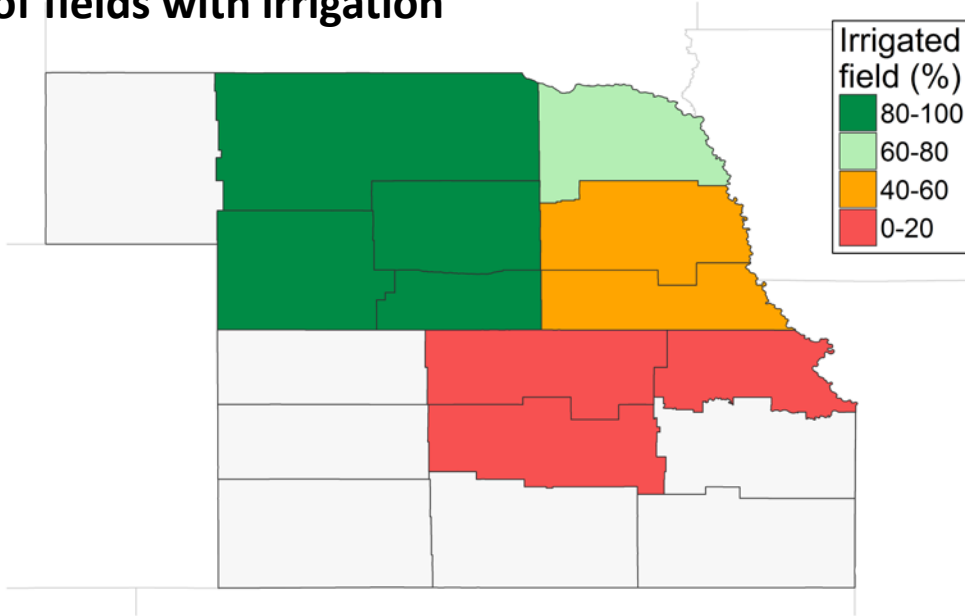 of fields with irrigation
Irrigated
field (%)
80-100
60-80
40-60
0-20